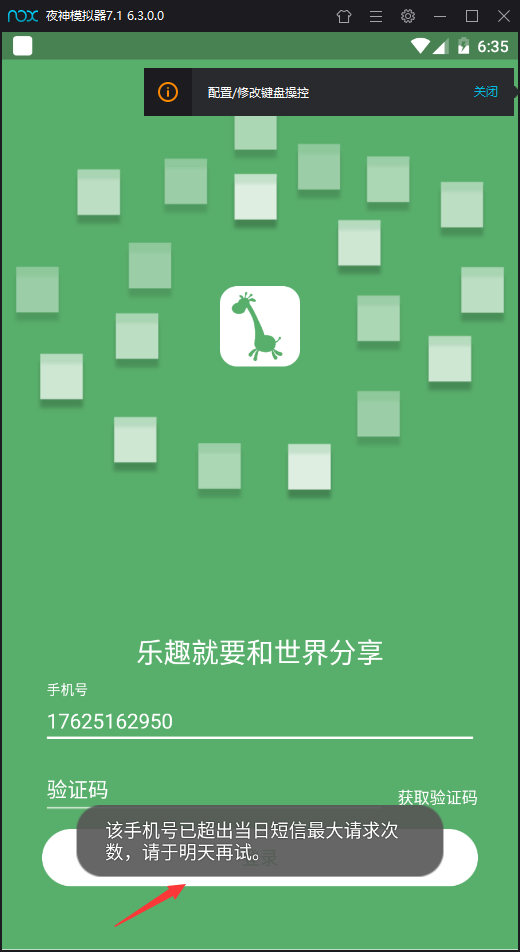 nox 夜神模拟器7.1 6.3.0.0
6:35
配置/修改键盘操控 关闭
乐趣就要和世界分享
手机号
17625162950
验证码 获取验证码
该手机号已超出当日短信最大请求次
数，请于明天再试。
录